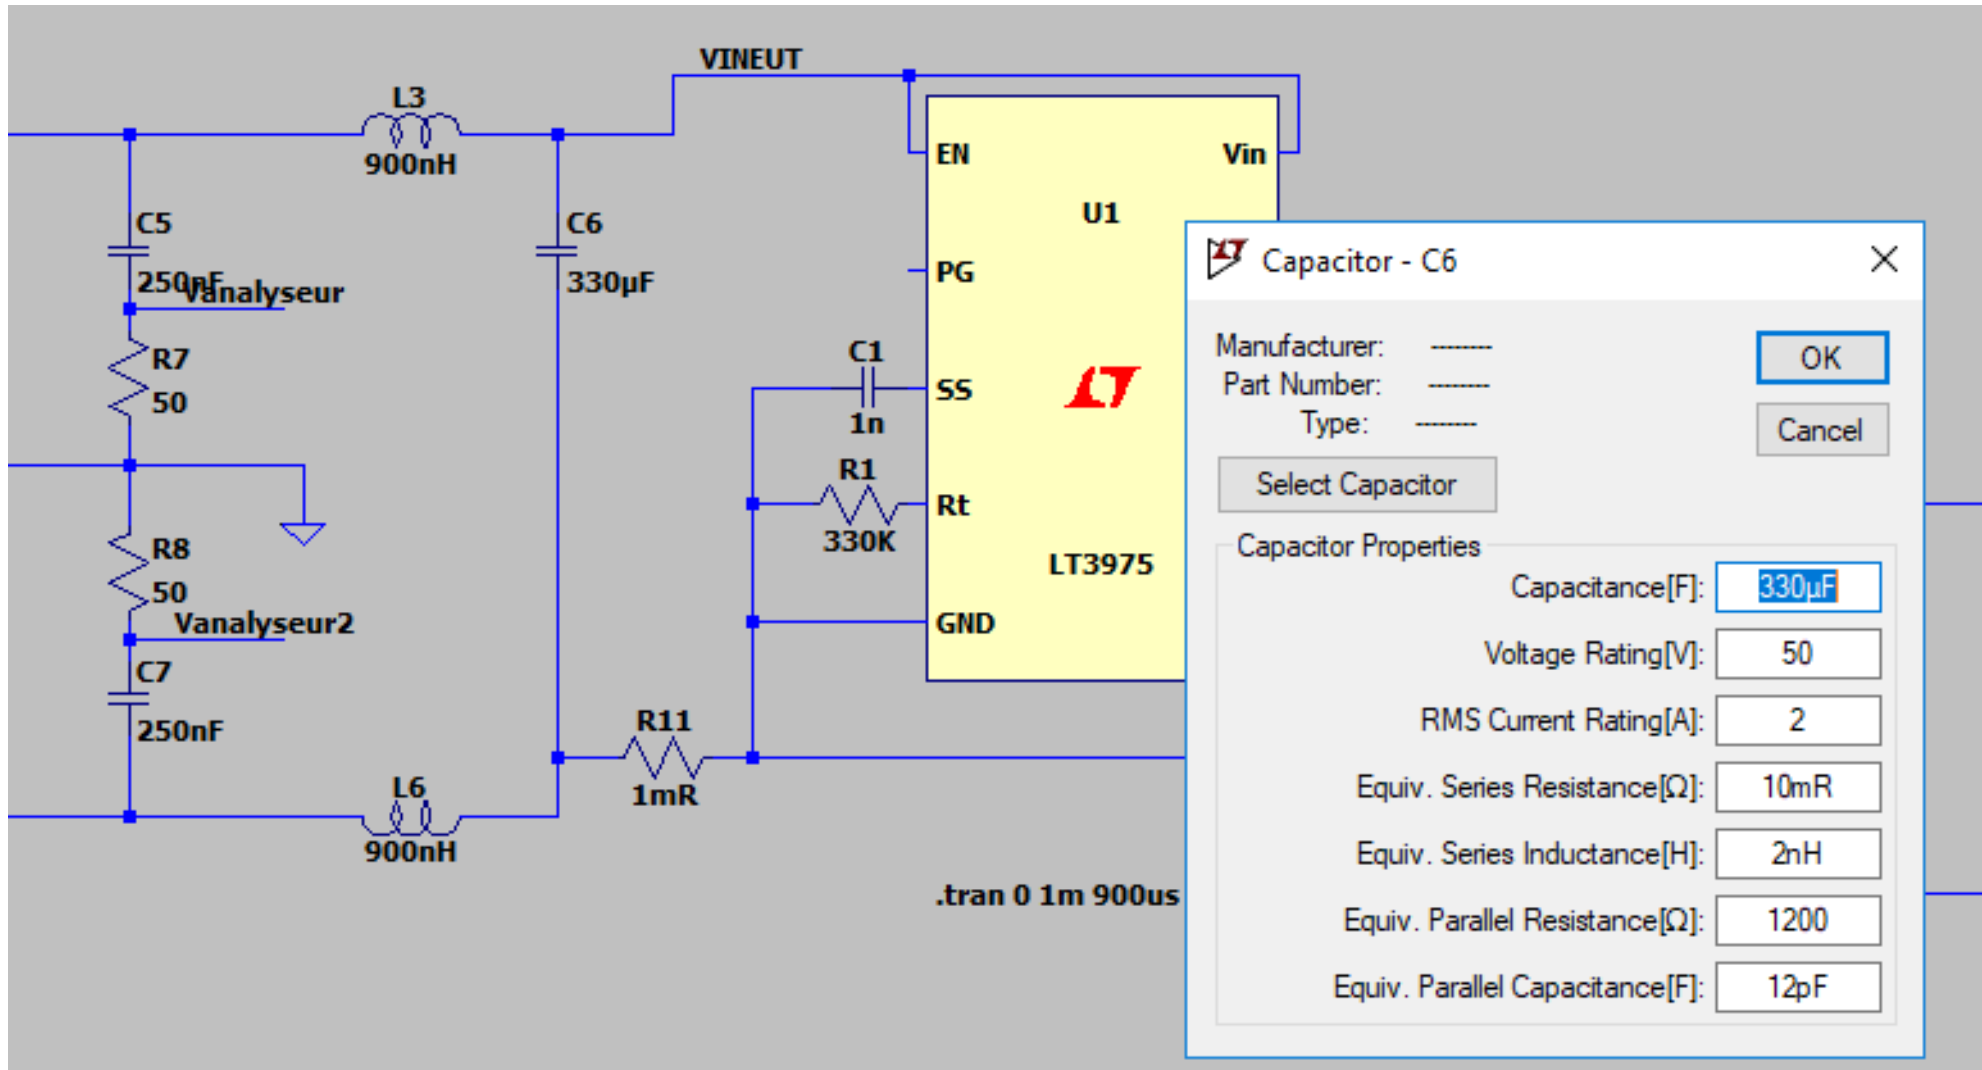 VINEUT
L3
900nH
C5
250nF
Vanalyseur
R7
50
R8
50
Vanalyseur2
C7
250nF
L6
900nH
C6
330µF
R11
1mR
C1
1n
R1
330K
EN
Vin
U1
PG
SS
Rt
LT3975
GND
.tran 0 1m 900us
Capacitor - C6
Manufacturer: --------
Part Number: --------
Type: --------
OK
Cancel
Select Capacitor
Capacitor Properties
Capacitance[F]: 330µF
Voltage Rating[V]: 50
RMS Current Rating[A]: 2
Equiv. Series Resistance[Ω]: 10mR
Equiv. Series Inductance[H]: 2nH
Equiv. Parallel Resistance[Ω]: 1200
Equiv. Parallel Capacitance[F]: 12pF